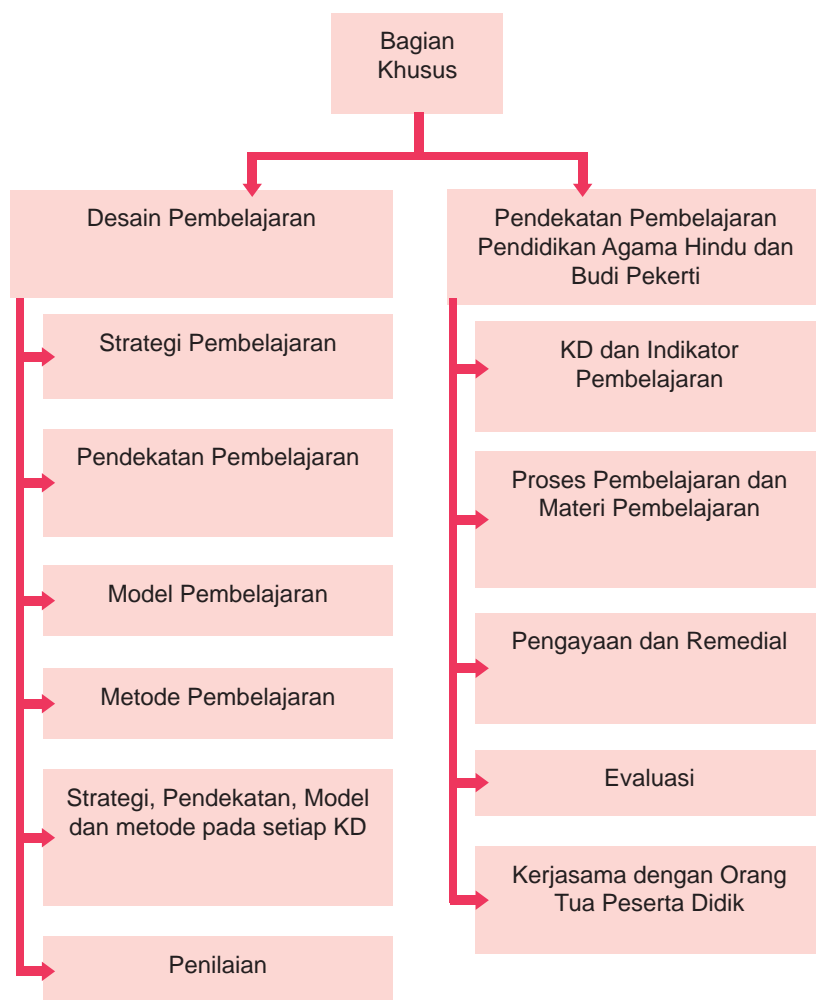 Bagian
Khusus
Desain Pembelajaran
Strategi Pembelajaran
Pendekatan Pembelajaran
Model Pembelajaran
Metode Pembelajaran
Strategi, Pendekatan, Model
dan metode pada setiap KD
Penilaian
Pendekatan Pembelajaran
Pendidikan Agama Hindu dan
Budi Pekerti
KD dan Indikator
Pembelajaran
Proses Pembelajaran dan
Materi Pembelajaran
Pengayaan dan Remedial
Evaluasi
Kerjasama dengan Orang
Tua Peserta Didik